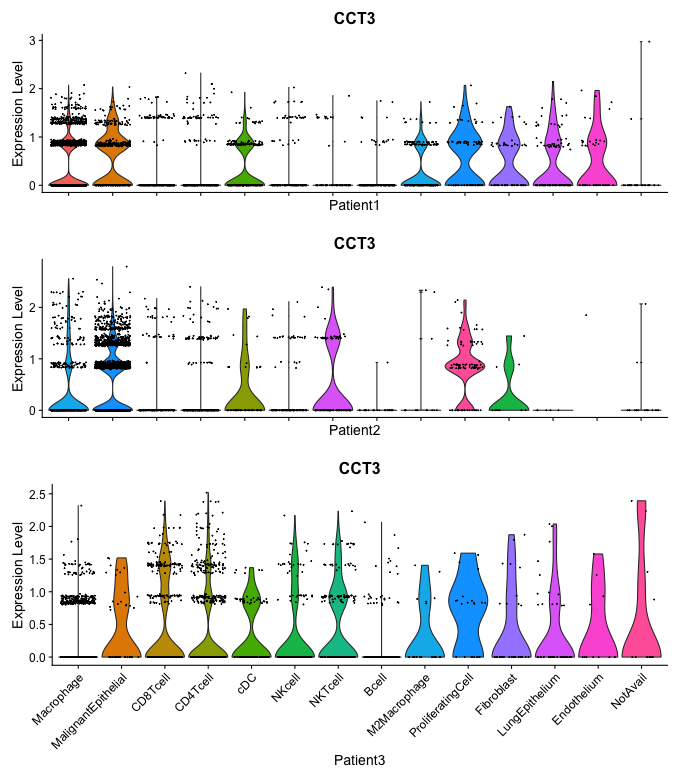 CCT3
Expression Level
3
2
1
0
Patient1
CCT3
Expression Level
2
1
0
Patient2
CCT3
Expression Level
2.5
2.0
1.5
1.0
0.5
0.0
Macrophage
MalignantEpithelial
CD8Tcell
CD4Tcell
cDC
NKcell
NKTcell
Bcell
M2Macrophage
ProliferatingCell
Fibroblast
LungEpithelium
Endothelium
NotAvail
Patient3